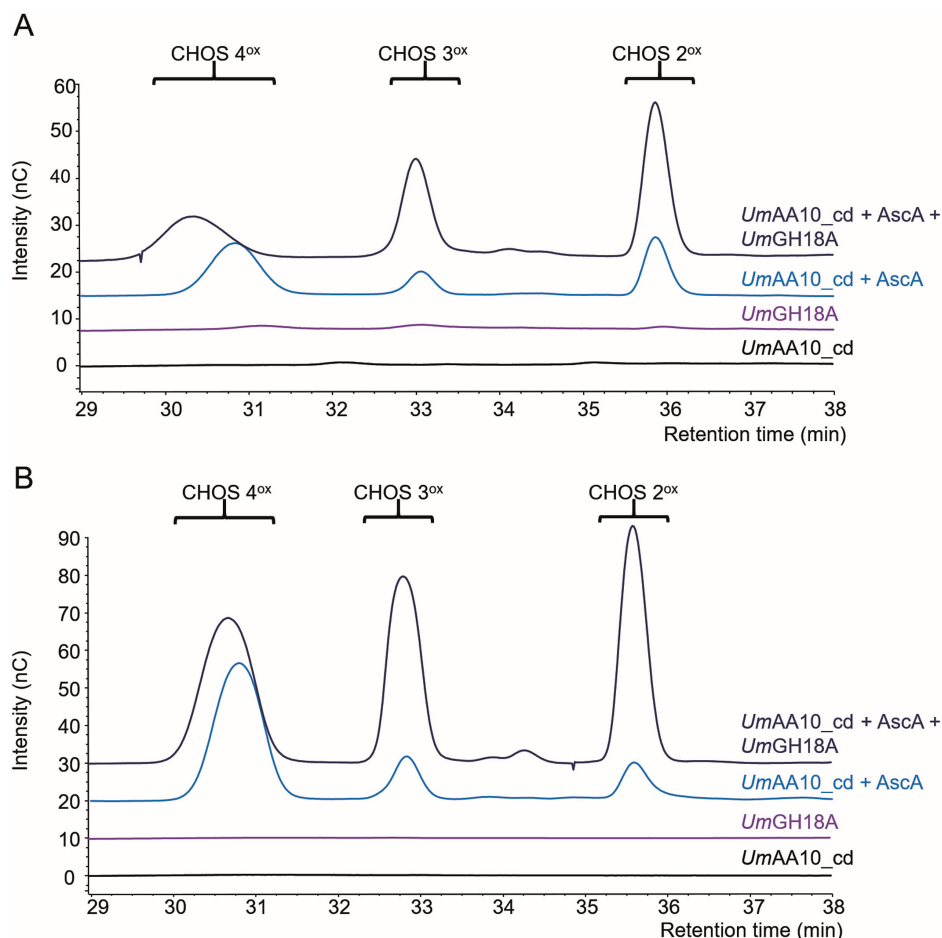 A
CHOS 4ox
CHOS 3ox
CHOS 2ox
Intensity (nC)
60
50
40
30
20
10
0
UmAA10_cd + AscA +
UmGH18A
UmAA10_cd + AscA
UmGH18A
UmAA10_cd
29 30 31 32 33 34 35 36 37 38
Retention time (min)
B
CHOS 4ox
CHOS 3ox
CHOS 2ox
Intensity (nC)
90
80
70
60
50
40
30
20
10
0
UmAA10_cd + AscA +
UmGH18A
UmAA10_cd + AscA
UmGH18A
UmAA10_cd
29 30 31 32 33 34 35 36 37 38
Retention time (min)